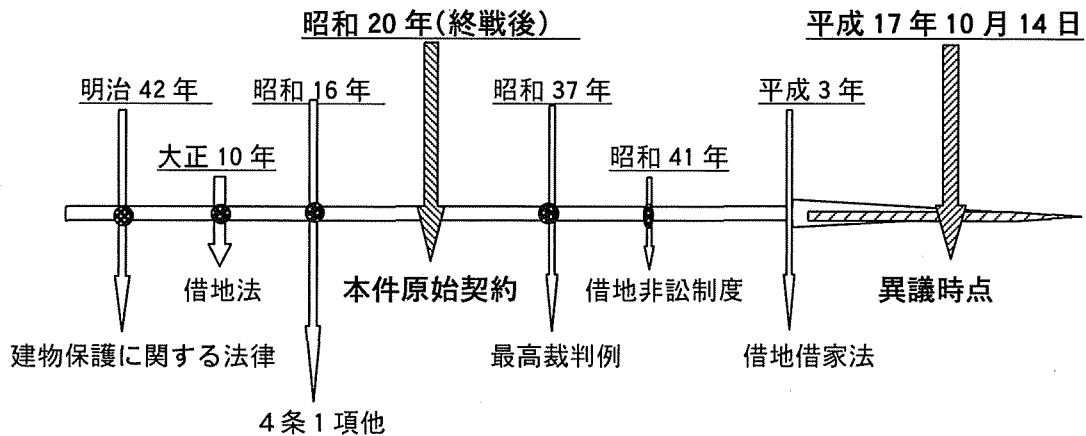 昭和 20 年(終戦後)
平成 17 年 10 月 14 日
明治 42 年
昭和 16 年
昭和 37 年
平成 3 年
大正 10 年
昭和 41 年
借地法
本件原始契約
借地非訟制度
異議時点
建物保護に関する法律
最高裁判例
借地借家法
4 条 1 項他